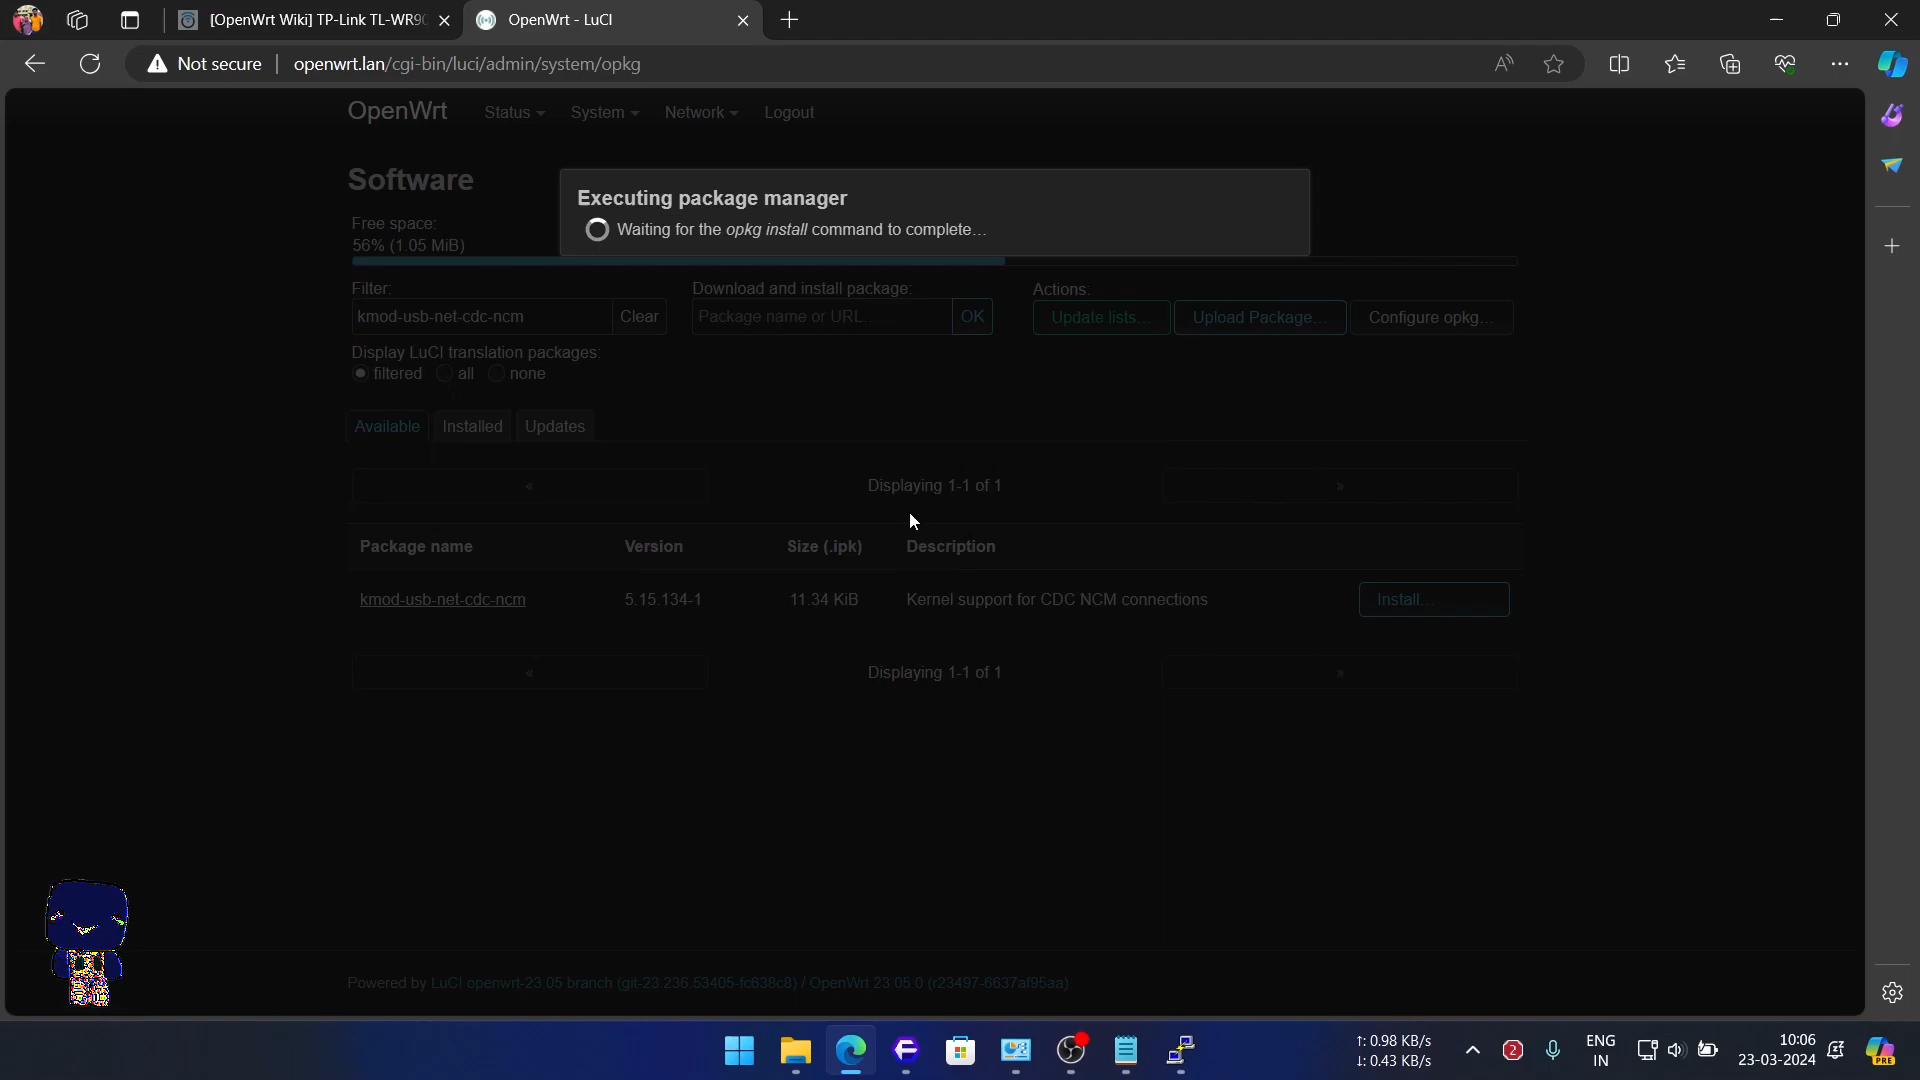 [OpenWrt Wiki] TP-Link TL-WR90
OpenWrt - LuCI
Not secure
openwrt.lan/cgi-bin/luci/admin/system/opkg
OpenWrt
Status
System
Network
Logout
Software
Executing package manager
Waiting for the opkg install command to complete…
Free space:
56% (1.05 MiB)
Filter:
Download and install package:
Actions:
kmod-usb-net-cdc-ncm
Clear
Package name or URL…
OK
Update lists…
Upload Package…
Configure opkg…
Display LuCI translation packages:
filtered
all
none
Available
Installed
Updates
«
Displaying 1-1 of 1
»
Package name
Version
Size (.ipk)
Description
kmod-usb-net-cdc-ncm
5.15.134-1
11.34 KiB
Kernel support for CDC NCM connections
Install…
«
Displaying 1-1 of 1
»
Powered by LuCI openwrt-23.05 branch (git-23.236.53405-fc638c8) / OpenWrt 23.05.0 (r23497-6637af95aa)
↑: 0.98 KB/s
↓: 0.43 KB/s
2
ENG
IN
10:06
23-03-2024
PRE